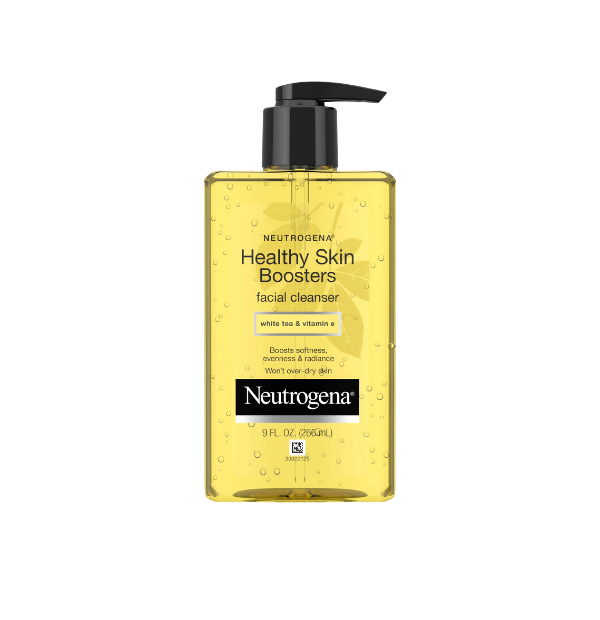 NEUTROGENA®
Healthy Skin
Boosters
facial cleanser
white tea & vitamin e
Boosts softness,
evenness & radiance
Won't over-dry skin
Neutrogena®
9 FL. OZ. (266 mL)